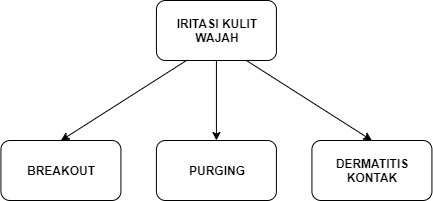 IRITASI KULIT
WAJAH
BREAKOUT
PURGING
DERMATITIS
KONTAK